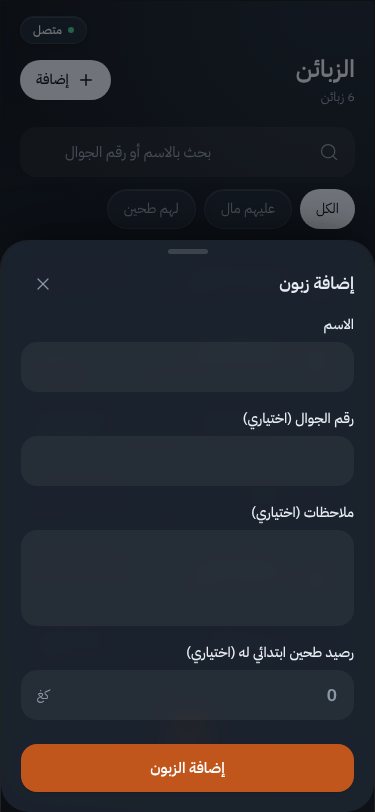 متصل
الزبائن
إضافة
6 زبائن
بحث بالاسم أو رقم الجوال
الكل
عليهم مال
لهم طحين
إضافة زبون
الاسم
رقم الجوال (اختياري)
ملاحظات (اختياري)
رصيد طحين ابتدائي له (اختياري)
0
كغ
إضافة الزبون